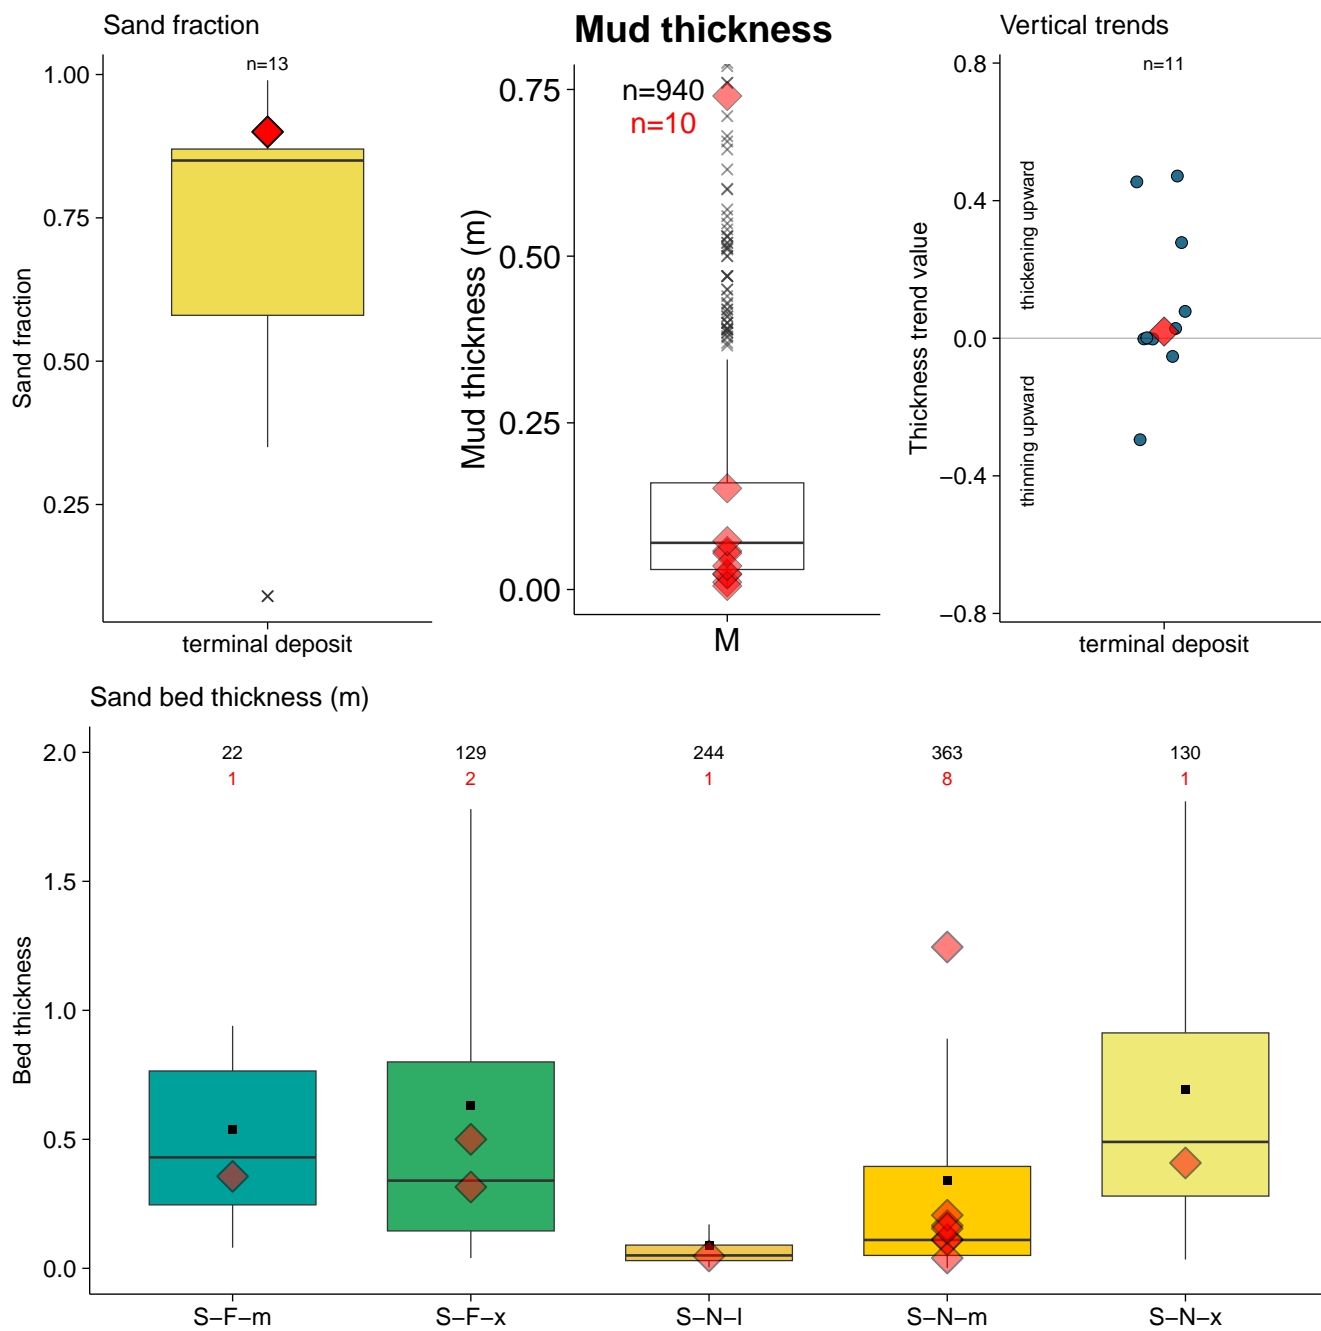 Sand fraction
n=13
1.00
0.75
0.50
0.25
Sand fraction
terminal deposit
Mud thickness
n=940
n=10
0.75
0.50
0.25
0.00
Mud thickness (m)
M
Vertical trends
n=11
0.8
0.4
0.0
−0.4
−0.8
Thickness trend value
thickening upward
thinning upward
terminal deposit
Sand bed thickness (m)
2.0
1.5
1.0
0.5
0.0
Bed thickness
22 129 244 363 130
1 2 1 8 1
S−F−m S−F−x S−N−l S−N−m S−N−x